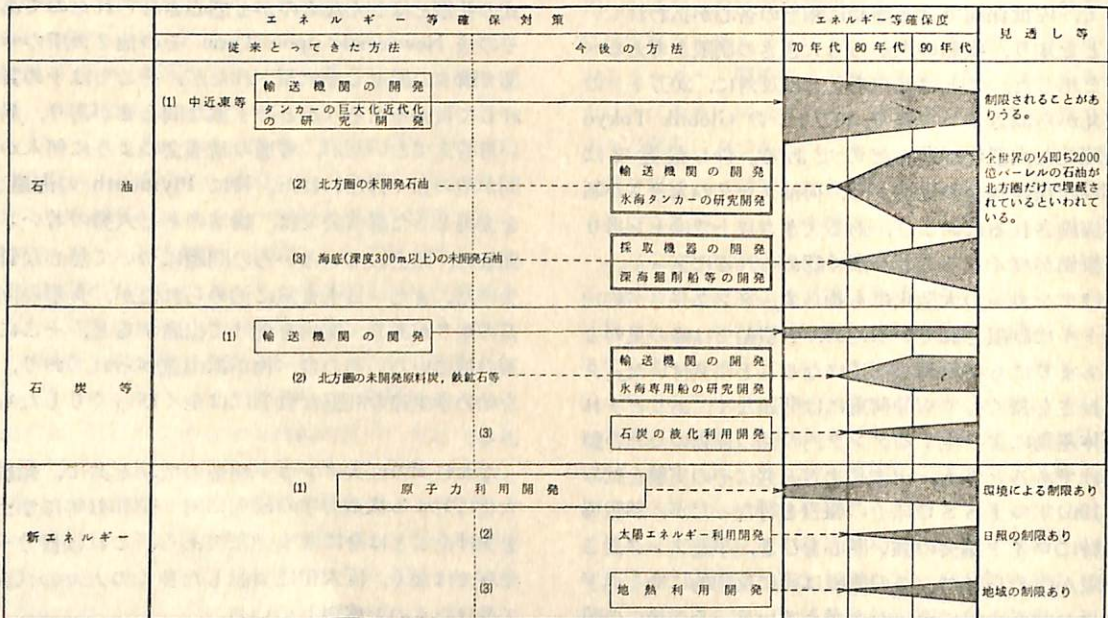 エネルギー等確保対策
エネルギー等確保度
見透し等
従来とってきた方法
今後の方法
70年代
80年代
90年代
石油
(1) 中近東等
輸送機関の開発
タンカーの巨大化近代化
の研究開発
制限されることがあ
りうる。
(2) 北方圏の未開発石油
輸送機関の開発
氷海タンカーの研究開発
全世界の⅓即ち2,000
位バーレルの石油が
北方圏だけで埋蔵さ
れているといわれて
いる。
(3) 海底(深度300m以上)の未開発石油
採取機器の開発
深海掘削船等の開発
石炭等
(1)
輸送機関の開発
(2) 北方圏の未開発原料炭，鉄鉱石等
輸送機関の開発
氷海専用船の研究開発
(3)
石炭の液化利用開発
新エネルギー
(1)
原子力利用開発
環境による制限あり
(2)
太陽エネルギー利用開発
日照の制限あり
(3)
地熱利用開発
地域の制限あり